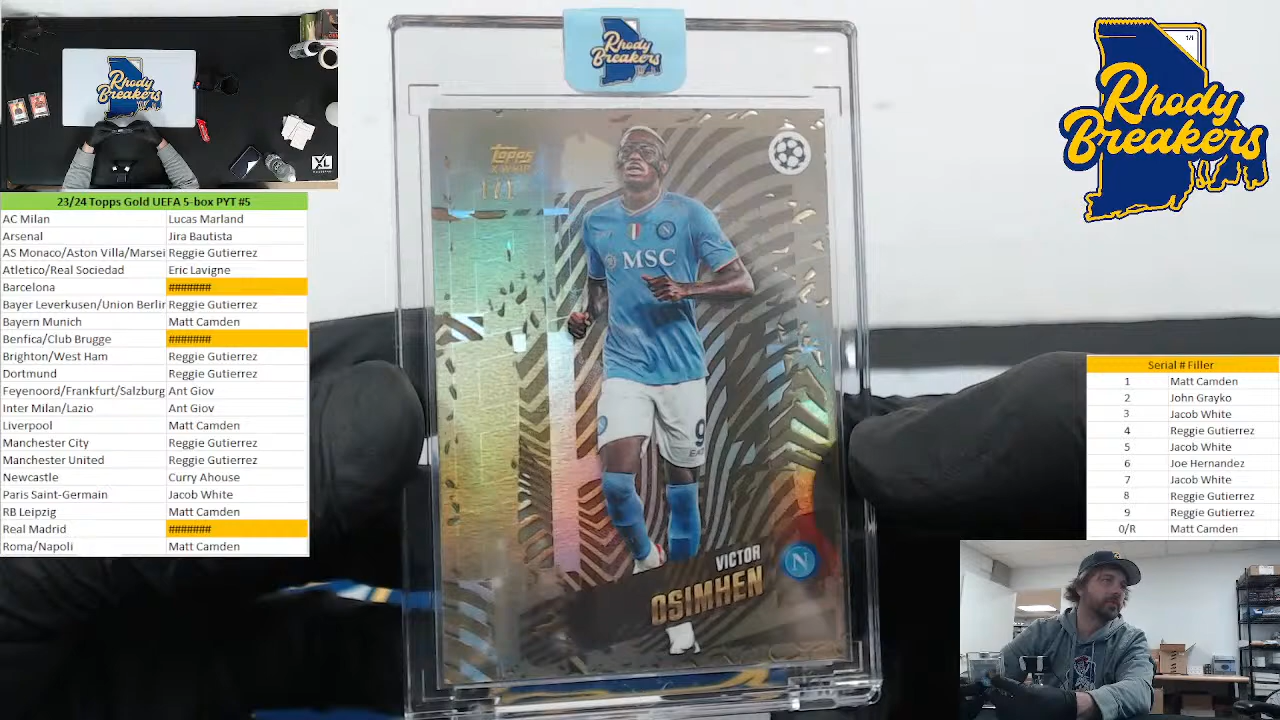 Rhody
Breakers
XL
23/24 Topps Gold UEFA 5-box PYT #5
AC Milan Lucas Marland
Arsenal Jira Bautista
AS Monaco/Aston Villa/Marsei Reggie Gutierrez
Atletico/Real Sociedad Eric Lavigne
Barcelona #######
Bayer Leverkusen/Union Berlin Reggie Gutierrez
Bayern Munich Matt Camden
Benfica/Club Brugge #######
Brighton/West Ham Reggie Gutierrez
Dortmund Reggie Gutierrez
Feyenoord/Frankfurt/Salzburg Ant Giov
Inter Milan/Lazio Ant Giov
Liverpool Matt Camden
Manchester City Reggie Gutierrez
Manchester United Reggie Gutierrez
Newcastle Curry Ahouse
Paris Saint-Germain Jacob White
RB Leipzig Matt Camden
Real Madrid #######
Roma/Napoli Matt Camden
Rhody
Breakers
Topps
1/1
MSC
9
VICTOR
OSIMHEN
N
1/1
Rhody
Breakers
Serial # Filler
1 Matt Camden
2 John Grayko
3 Jacob White
4 Reggie Gutierrez
5 Jacob White
6 Joe Hernandez
7 Jacob White
8 Reggie Gutierrez
9 Reggie Gutierrez
0/R Matt Camden